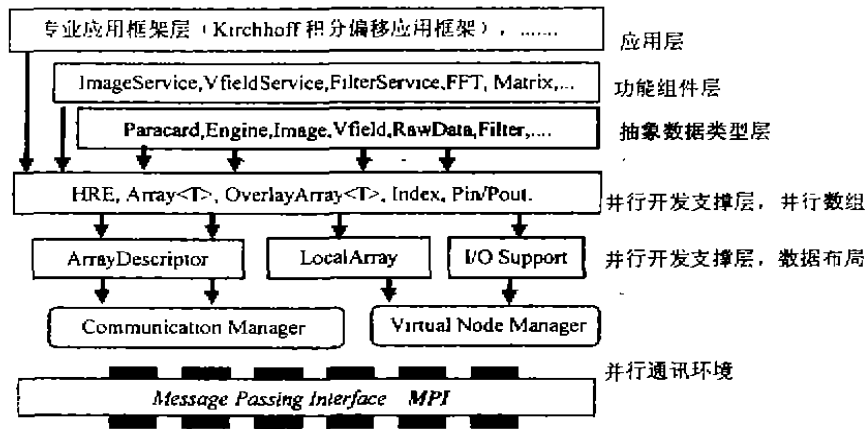 专业应用框架层（Kirchhoff 积分偏移应用框架），.......
应用层
ImageService,VfieldService,FilterService,FFT, Matrix,...
功能组件层
Paracard,Engine,Image,Vfield,RawData,Filter,....
抽象数据类型层
HRE, Array<T>, OverlayArray<T>, Index, Pin/Pout.
并行开发支撑层，并行数组
ArrayDescriptor
LocalArray
I/O Support
并行开发支撑层，数据布局
Communication Manager
Virtual Node Manager
并行通讯环境
Message Passing Interface MPI